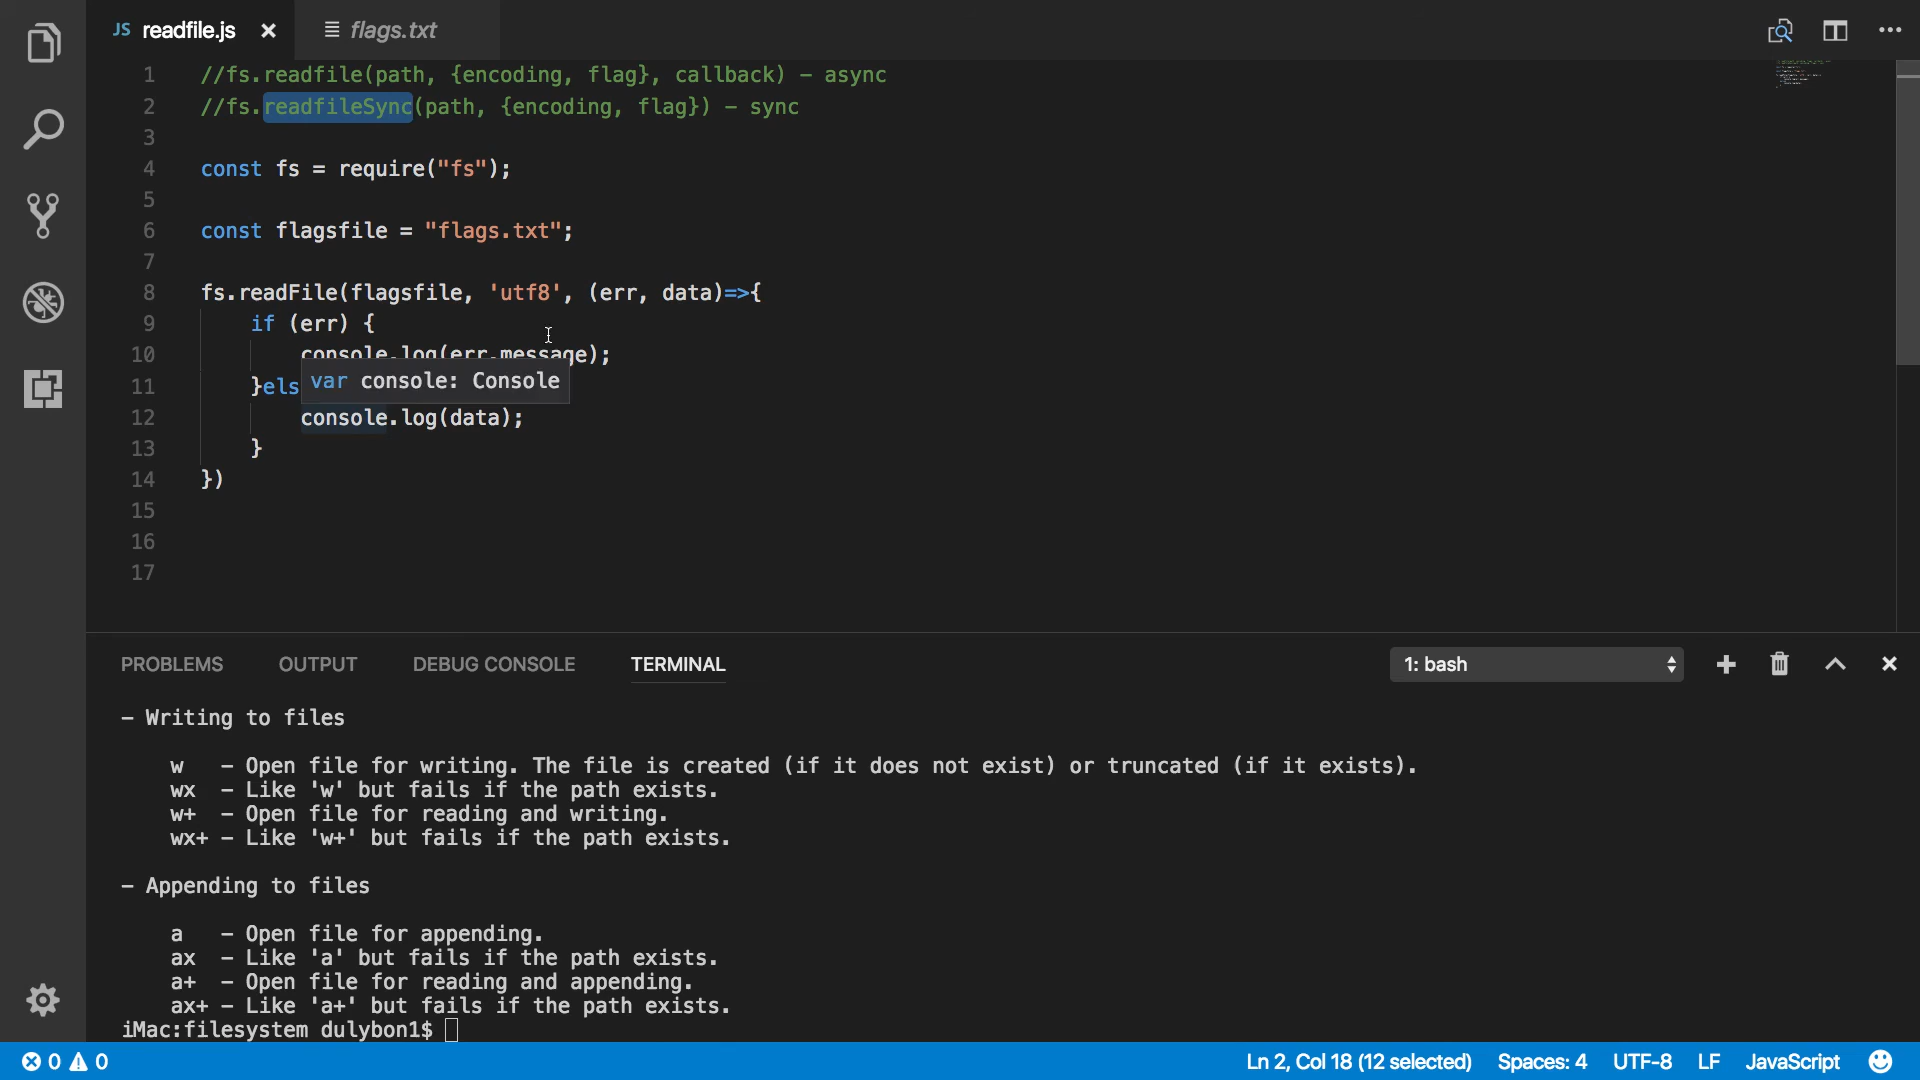 JS readfile.js
flags.txt
1 //fs.readfile(path, {encoding, flag}, callback) – async
2 //fs.readfileSync(path, {encoding, flag}) – sync
3
4 const fs = require("fs");
5
6 const flagsfile = "flags.txt";
7
8 fs.readFile(flagsfile, 'utf8', (err, data)=>{
9 if (err) {
10 console.log(err.message);
11 }els
var console: Console
12 console.log(data);
13 }
14 })
15
16
17
PROBLEMS OUTPUT DEBUG CONSOLE TERMINAL 1: bash
– Writing to files
w – Open file for writing. The file is created (if it does not exist) or truncated (if it exists).
wx – Like 'w' but fails if the path exists.
w+ – Open file for reading and writing.
wx+ – Like 'w+' but fails if the path exists.
– Appending to files
a – Open file for appending.
ax – Like 'a' but fails if the path exists.
a+ – Open file for reading and appending.
ax+ – Like 'a+' but fails if the path exists.
iMac:filesystem dulybon1$
0 0 Ln 2, Col 18 (12 selected) Spaces: 4 UTF-8 LF JavaScript